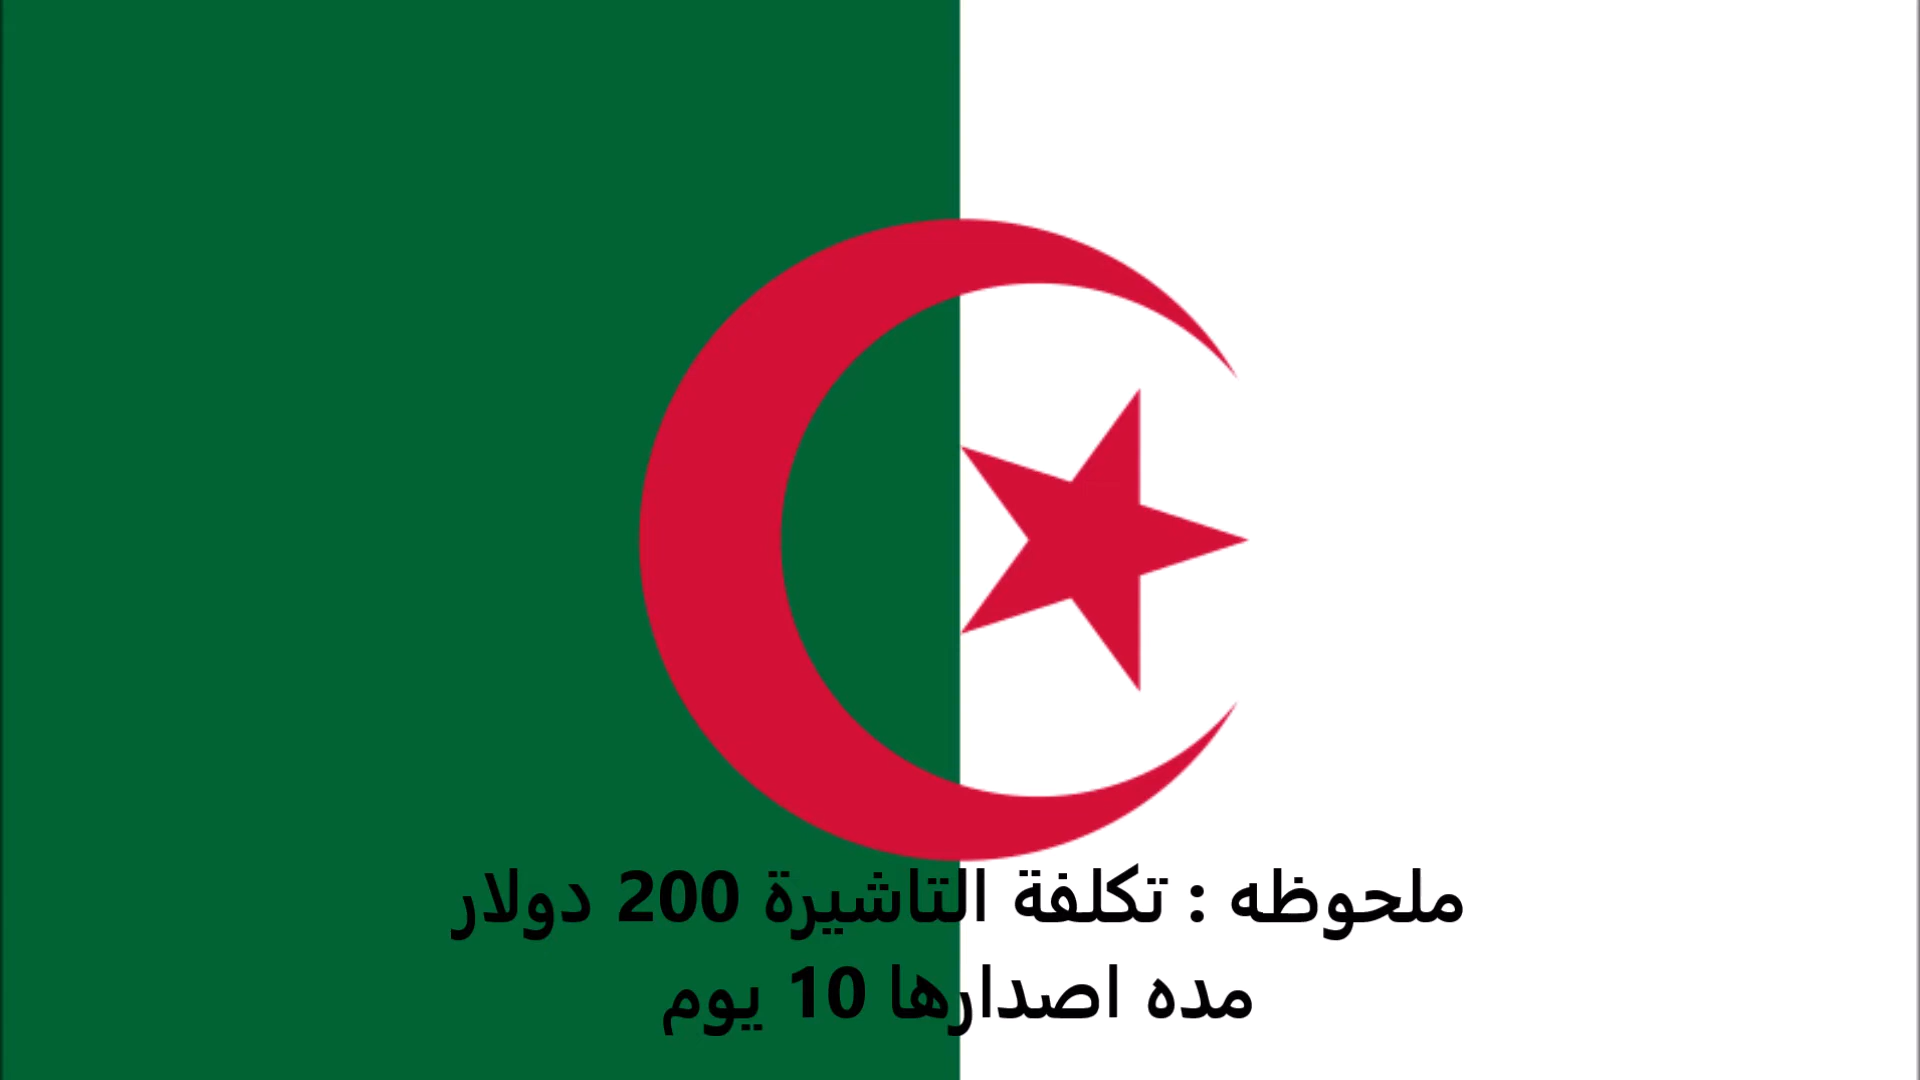 ملحوظه : تكلفة التاشيرة 200 دولار
مده اصدارها 10 يوم